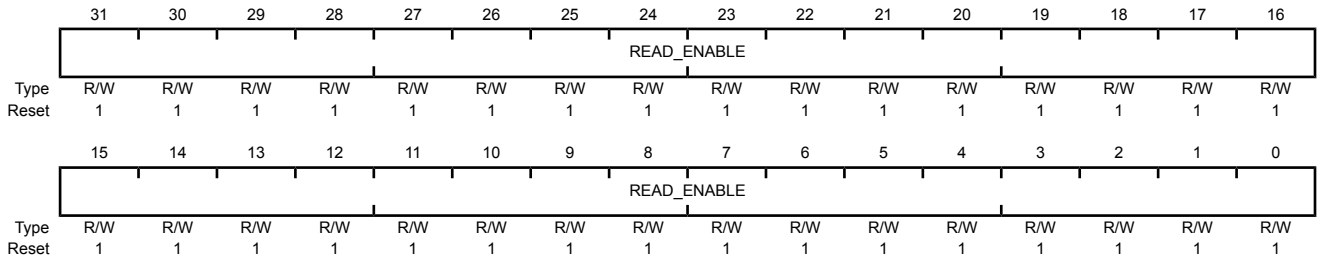 31 30 29 28 27 26 25 24 23 22 21 20 19 18 17 16
READ_ENABLE
Type R/W R/W R/W R/W R/W R/W R/W R/W R/W R/W R/W R/W R/W R/W R/W R/W
Reset 1 1 1 1 1 1 1 1 1 1 1 1 1 1 1 1
15 14 13 12 11 10 9 8 7 6 5 4 3 2 1 0
READ_ENABLE
Type R/W R/W R/W R/W R/W R/W R/W R/W R/W R/W R/W R/W R/W R/W R/W R/W
Reset 1 1 1 1 1 1 1 1 1 1 1 1 1 1 1 1